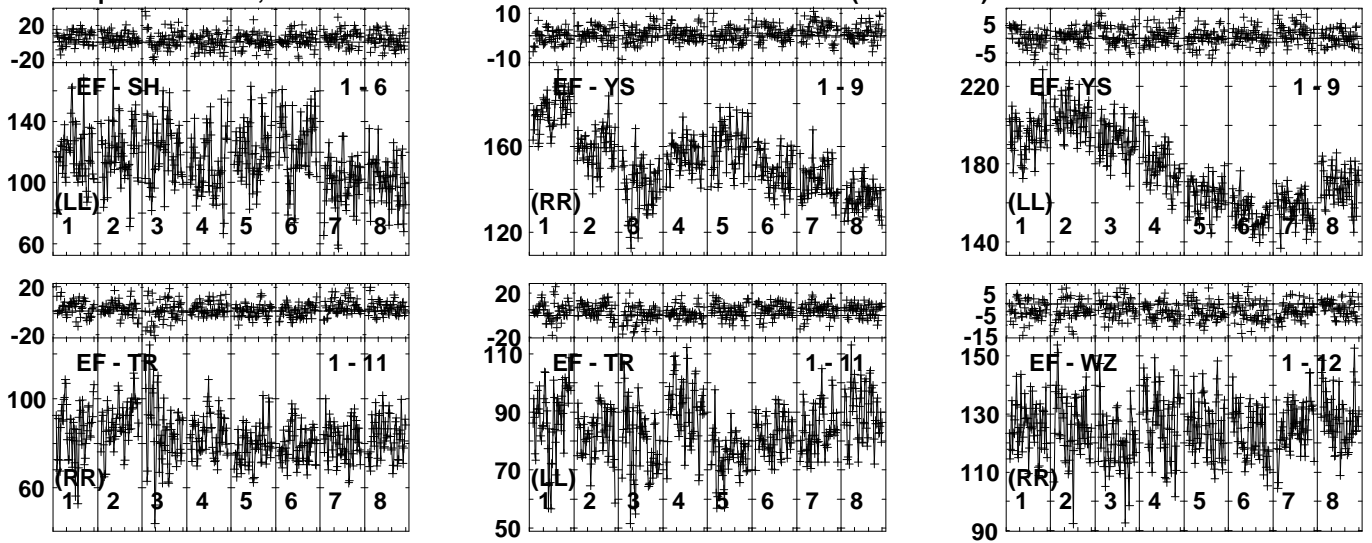 20
-20
EF - SH
1 - 6
140
100
60
(LL)
1 2 3 4 5 6 7 8
10
-10
EF - YS
1 - 9
160
120
(RR)
1 2 3 4 5 6 7 8
5
-5
EF - YS
1 - 9
220
180
140
(LL)
1 2 3 4 5 6 7 8
20
-20
EF - TR
1 - 11
100
60
(RR)
1 2 3 4 5 6 7 8
20
-20
EF - TR
1 - 11
110
90
70
50
(LL)
1 2 3 4 5 6 7 8
5
-5
-15
EF - WZ
1 - 12
150
130
110
90
(RR)
1 2 3 4 5 6 7 8